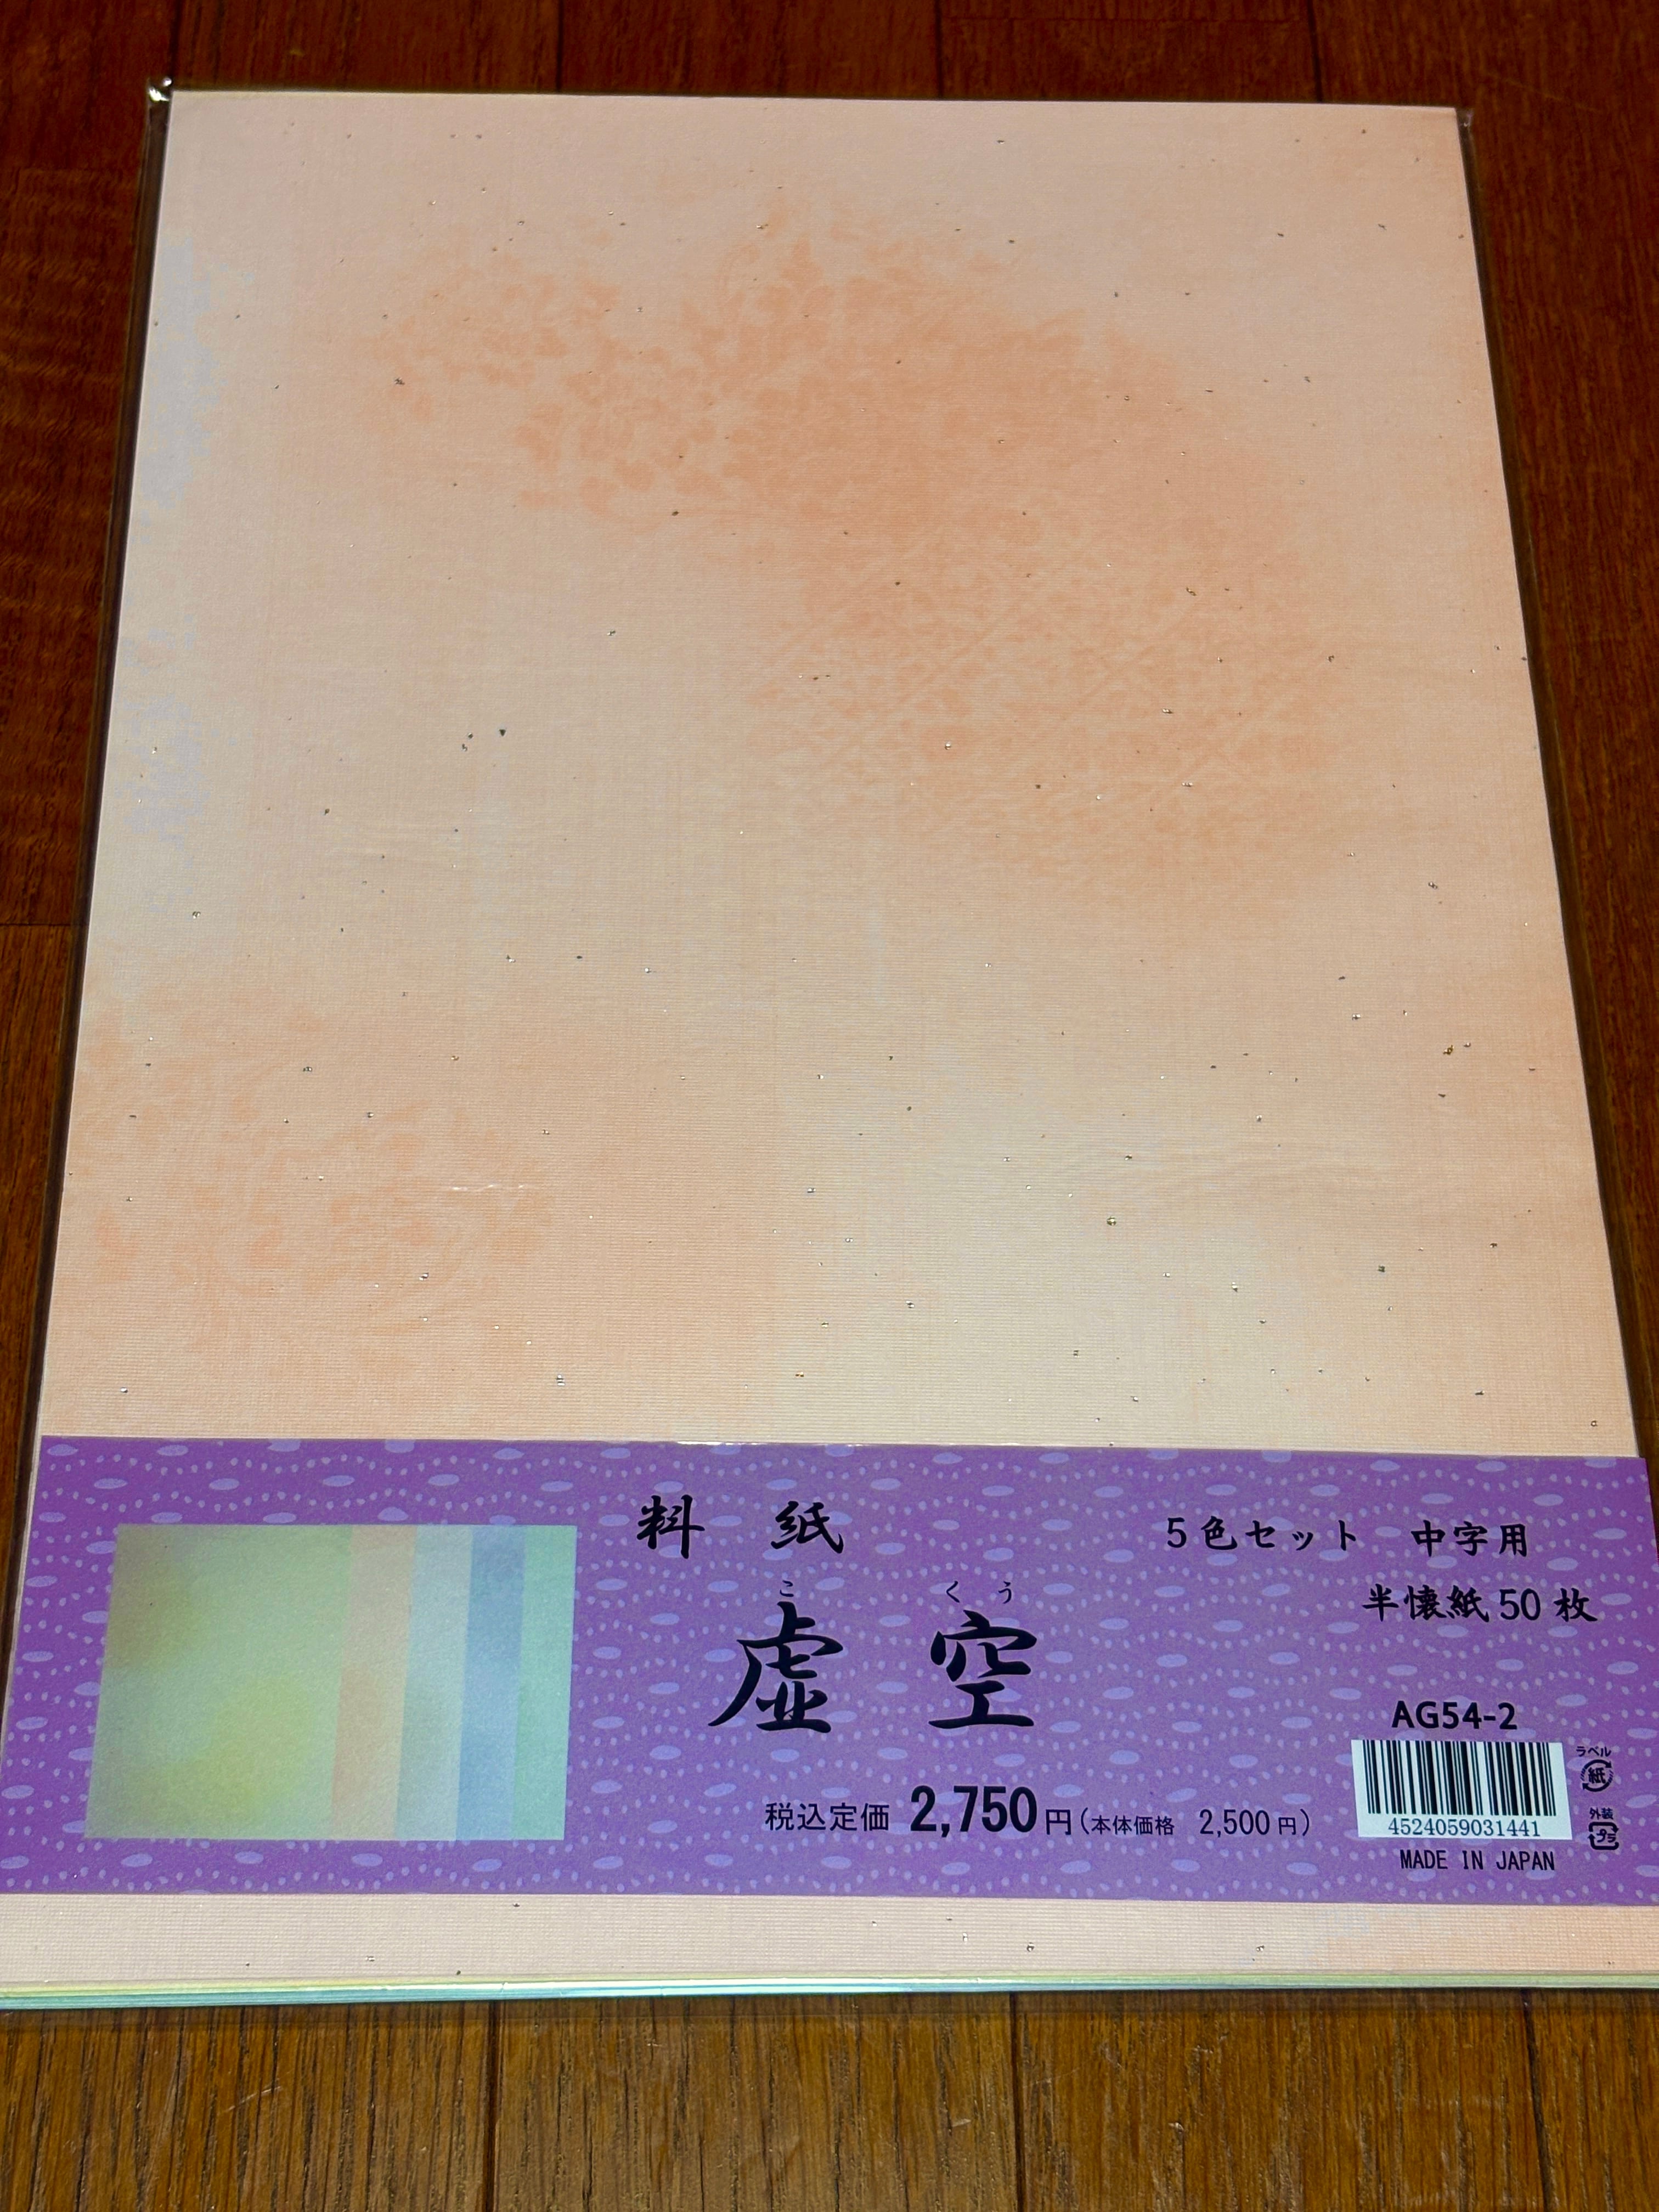 料紙
こくう
虚空
5色セット 中字用
半懐紙50枚
税込定価 2,750円(本体価格 2,500円)
AG54-2
4524059031441
MADE IN JAPAN
ラベル
紙
外装
プラ